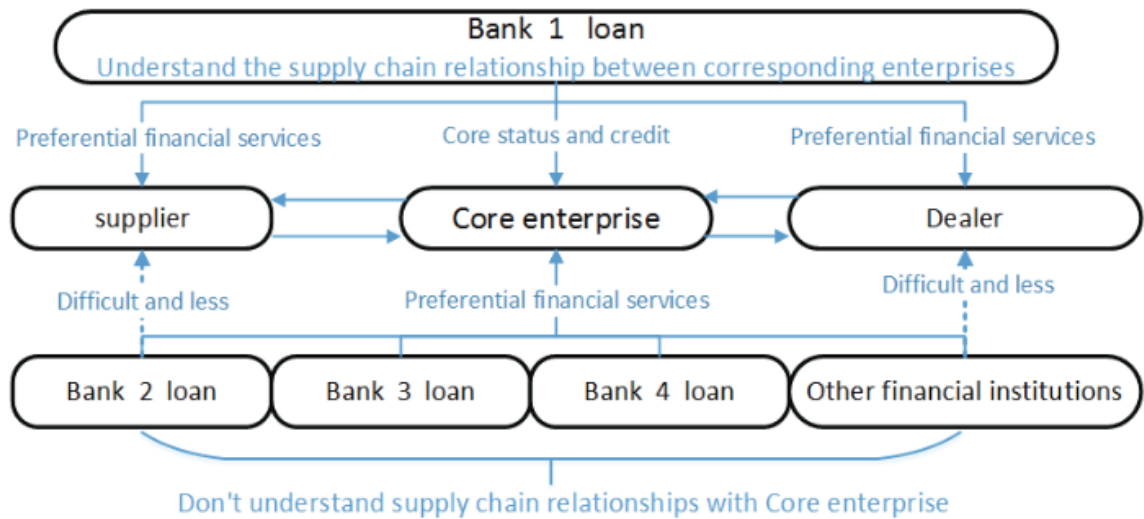 Bank 1 loan
Understand the supply chain relationship between corresponding enterprises
Preferential financial services
Core status and credit
Preferential financial services
supplier
Core enterprise
Dealer
Difficult and less
Preferential financial services
Difficult and less
Bank 2 loan
Bank 3 loan
Bank 4 loan
Other financial institutions
Don't understand supply chain relationships with Core enterprise